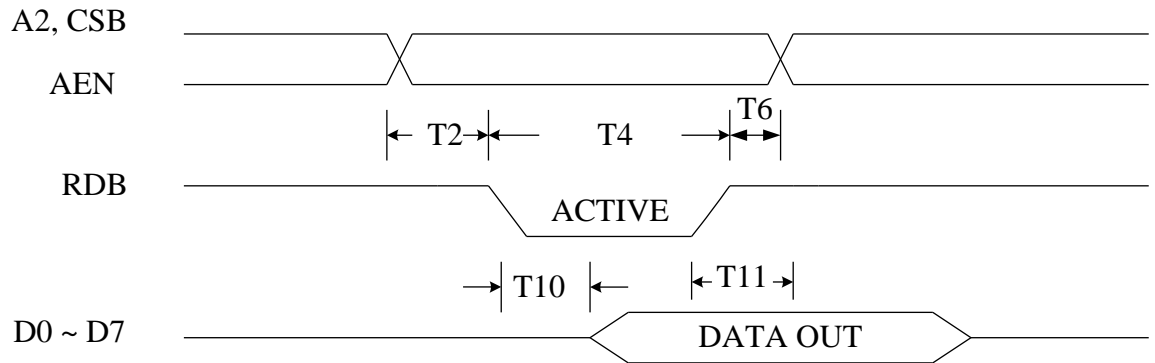 A2, CSB
AEN
T2
T4
T6
RDB
ACTIVE
T10
T11
D0 ~ D7
DATA OUT